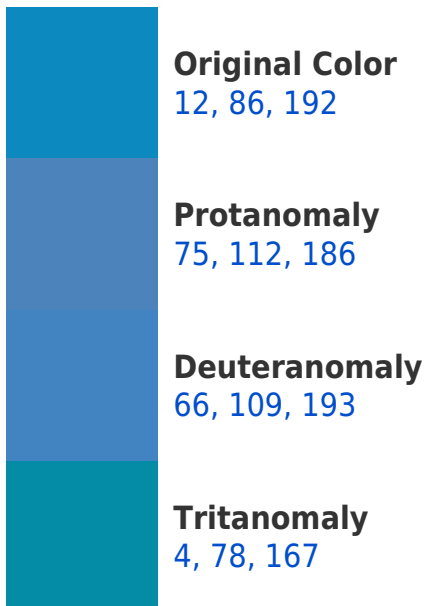 Original Color
12, 86, 192
Protanomaly
75, 112, 186
Deuteranomaly
66, 109, 193
Tritanomaly
4, 78, 167